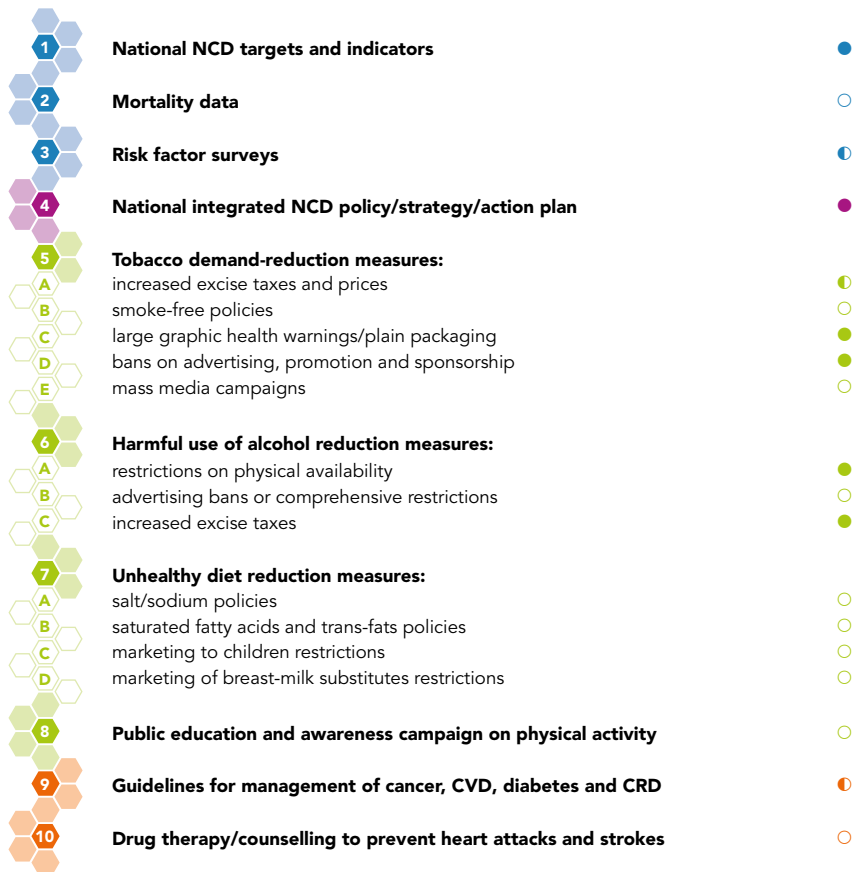 1 National NCD targets and indicators
2 Mortality data
3 Risk factor surveys
4 National integrated NCD policy/strategy/action plan
5 Tobacco demand-reduction measures:
A increased excise taxes and prices
B smoke-free policies
C large graphic health warnings/plain packaging
D bans on advertising, promotion and sponsorship
E mass media campaigns
6 Harmful use of alcohol reduction measures:
A restrictions on physical availability
B advertising bans or comprehensive restrictions
C increased excise taxes
7 Unhealthy diet reduction measures:
A salt/sodium policies
B saturated fatty acids and trans-fats policies
C marketing to children restrictions
D marketing of breast-milk substitutes restrictions
8 Public education and awareness campaign on physical activity
9 Guidelines for management of cancer, CVD, diabetes and CRD
10 Drug therapy/counselling to prevent heart attacks and strokes